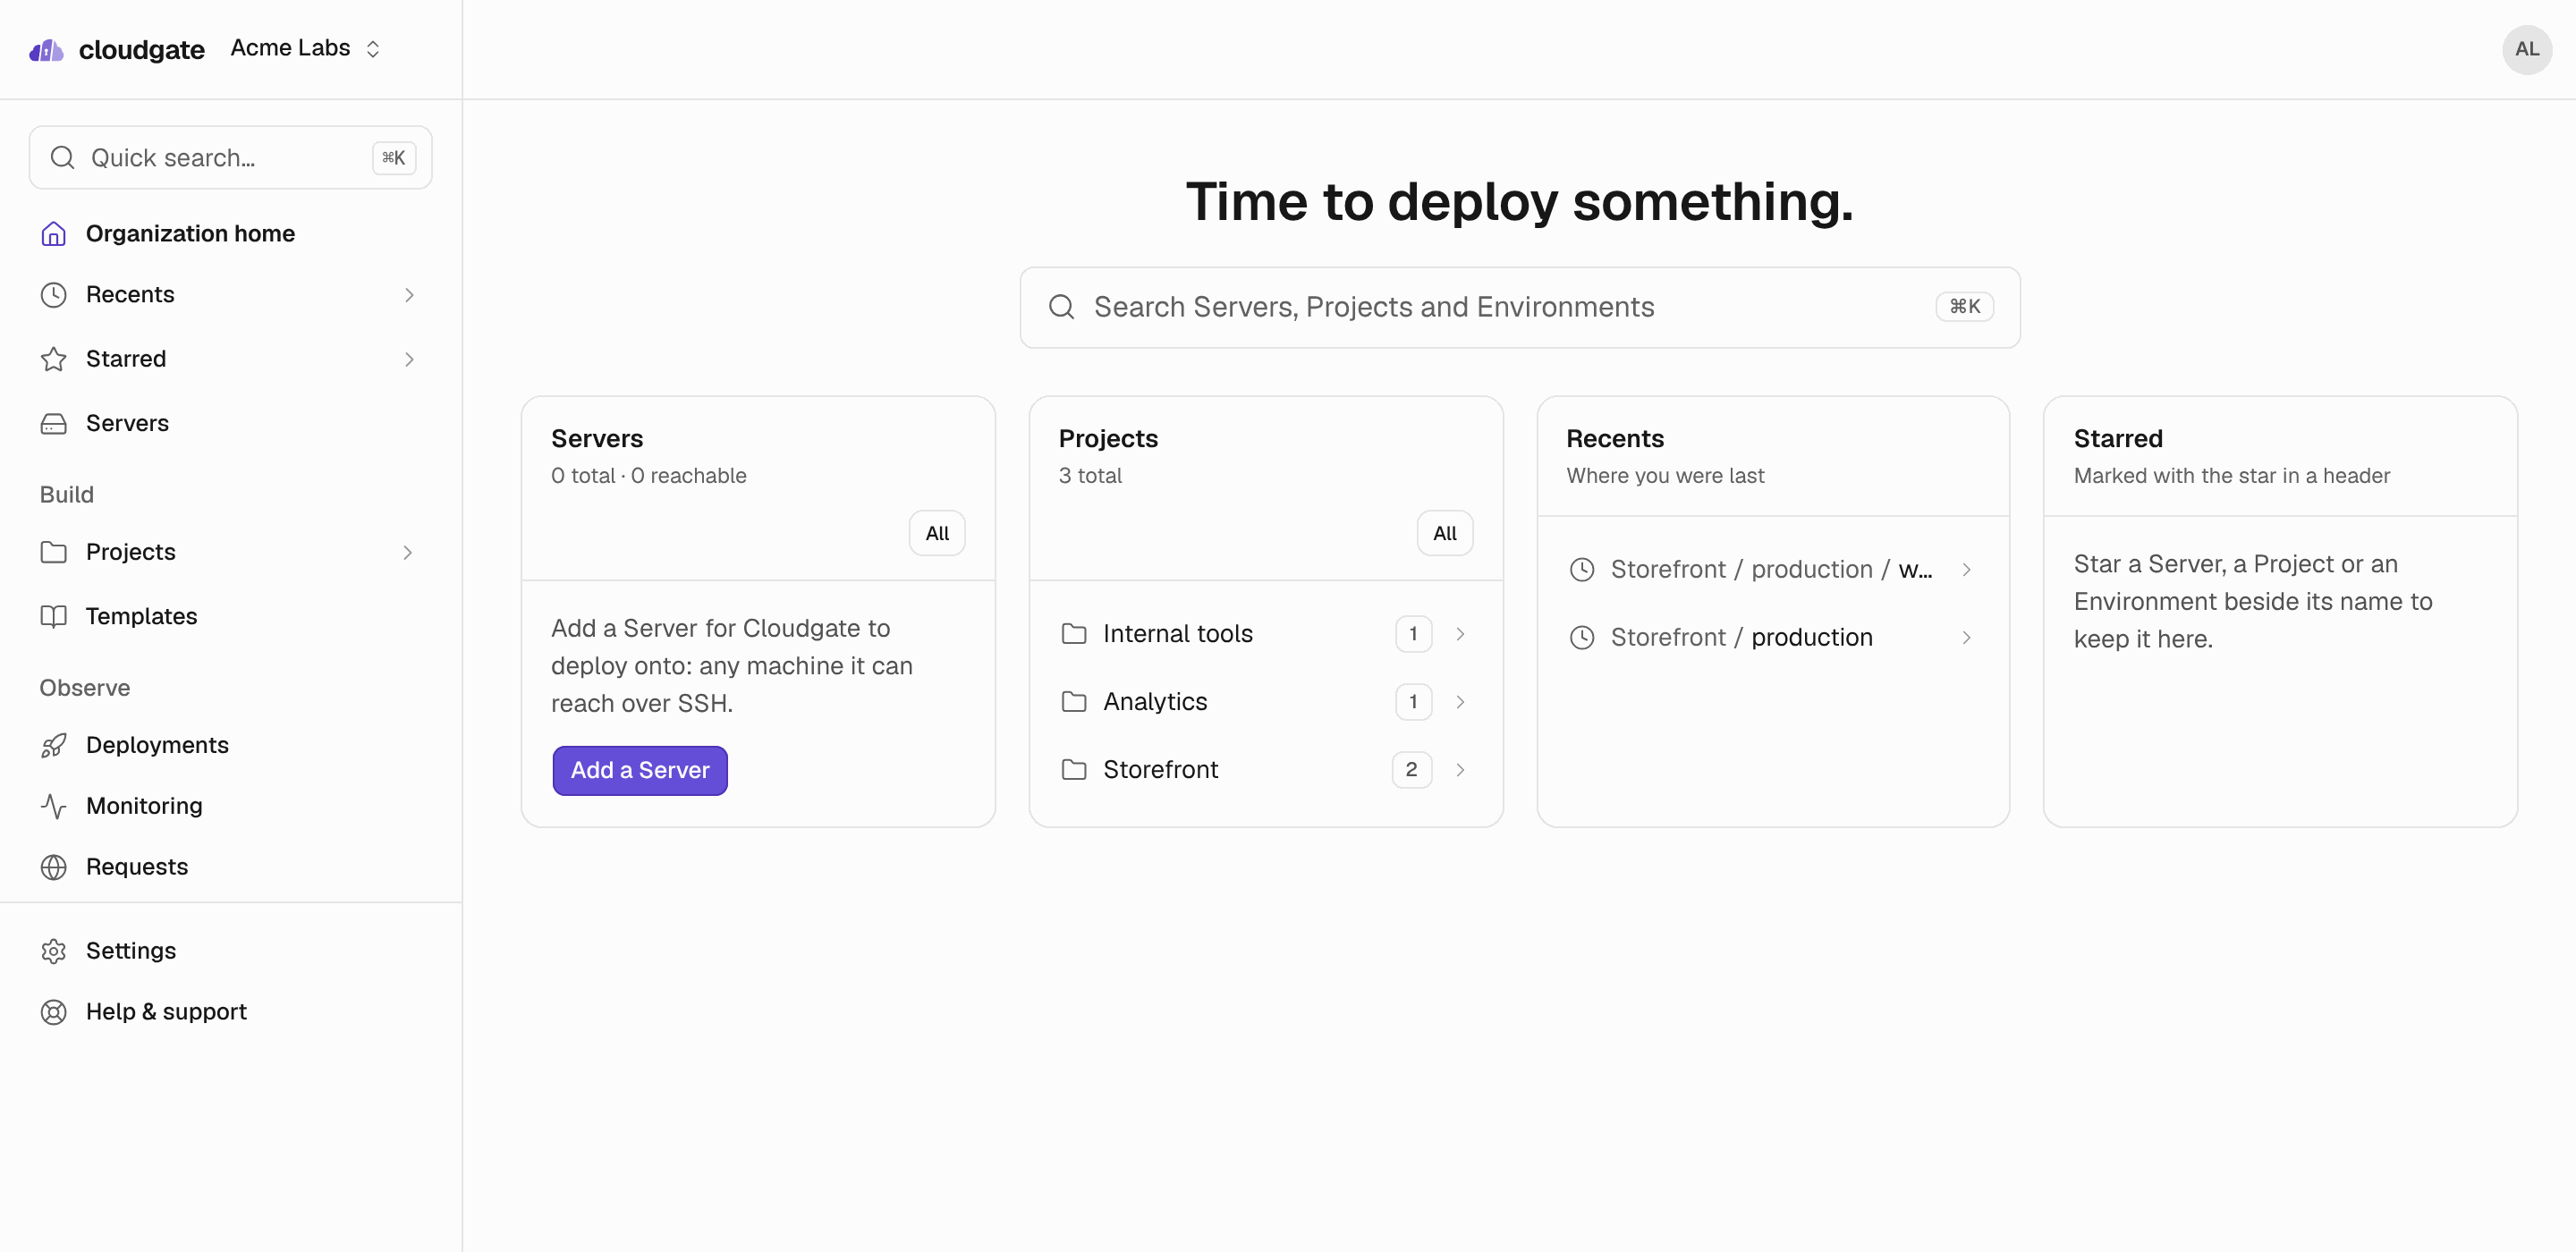 cloudgate Acme Labs
AL
Quick search... ⌘K
Organization home
Recents
Starred
Servers
Build
Projects
Templates
Observe
Deployments
Monitoring
Requests
Settings
Help & support
Time to deploy something.
Search Servers, Projects and Environments ⌘K
Servers
0 total · 0 reachable
All
Add a Server for Cloudgate to
deploy onto: any machine it can
reach over SSH.
Add a Server
Projects
3 total
All
Internal tools 1
Analytics 1
Storefront 2
Recents
Where you were last
Storefront / production / w...
Storefront / production
Starred
Marked with the star in a header
Star a Server, a Project or an
Environment beside its name to
keep it here.